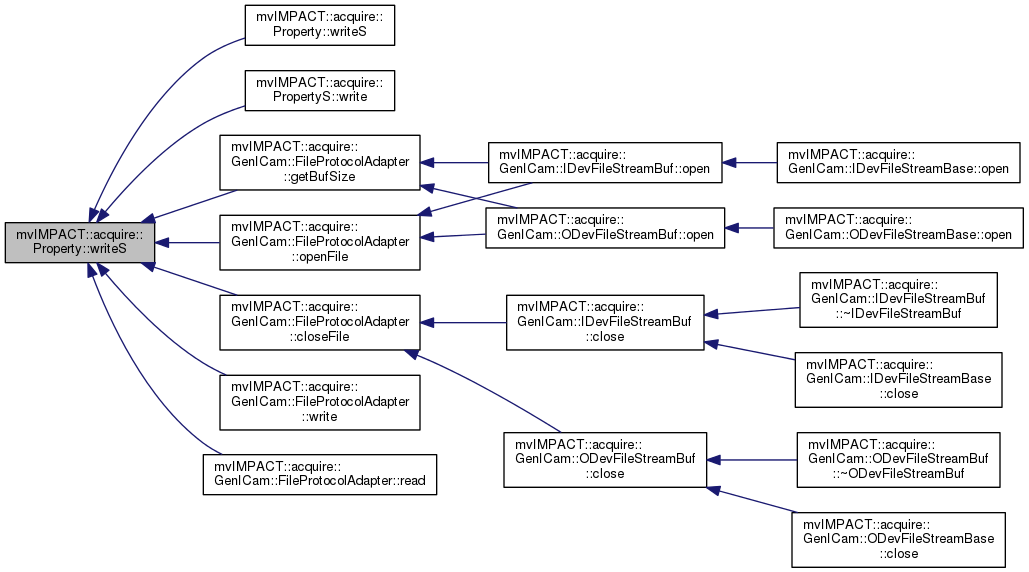 mvIMPACT::acquire::
Property::writeS
mvIMPACT::acquire::
Property::writeS
mvIMPACT::acquire::
PropertyS::write
mvIMPACT::acquire::
GenICam::FileProtocolAdapter
::getBufSize
mvIMPACT::acquire::
GenICam::IDevFileStreamBuf::open
mvIMPACT::acquire::
GenICam::IDevFileStreamBase::open
mvIMPACT::acquire::
GenICam::ODevFileStreamBuf::open
mvIMPACT::acquire::
GenICam::ODevFileStreamBase::open
mvIMPACT::acquire::
GenICam::FileProtocolAdapter
::openFile
mvIMPACT::acquire::
GenICam::FileProtocolAdapter
::closeFile
mvIMPACT::acquire::
GenICam::IDevFileStreamBuf
::close
mvIMPACT::acquire::
GenICam::IDevFileStreamBuf
::~IDevFileStreamBuf
mvIMPACT::acquire::
GenICam::IDevFileStreamBase
::close
mvIMPACT::acquire::
GenICam::ODevFileStreamBuf
::close
mvIMPACT::acquire::
GenICam::ODevFileStreamBuf
::~ODevFileStreamBuf
mvIMPACT::acquire::
GenICam::ODevFileStreamBase
::close
mvIMPACT::acquire::
GenICam::FileProtocolAdapter
::write
mvIMPACT::acquire::
GenICam::FileProtocolAdapter::read